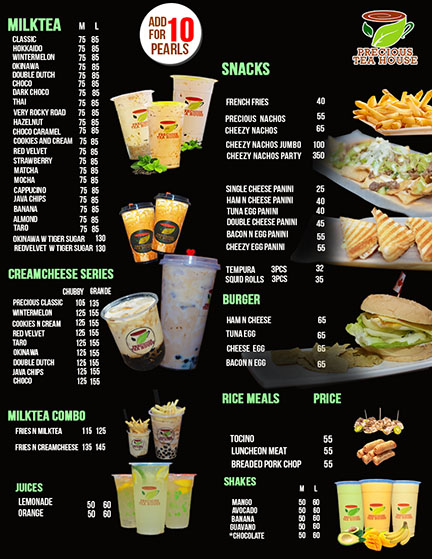 MILKTEA M L
CLASSIC 75 85
HOKKAIDO 75 85
WINTERMELON 75 85
OKINAWA 75 85
DOUBLE DUTCH 75 85
CHOCO 75 85
DARK CHOCO 75 85
THAI 75 85
VERY ROCKY ROAD 75 85
HAZELNUT 75 85
CHOCO CARAMEL 75 85
COOKIES AND CREAM 75 85
RED VELVET 75 85
STRAWBERRY 75 85
MATCHA 75 85
MOCHA 75 85
CAPPUCINO 75 85
JAVA CHIPS 75 85
BANANA 75 85
ALMOND 75 85
TARO 75 85
OKINAWA W TIGER SUGAR 130
REDVELVET W TIGER SUGAR 130
ADD 10
FOR
PEARLS
PRECIOUS
TEA HOUSE
CREAMCHEESE SERIES
CHUBBY GRANDE
PRECIOUS CLASSIC 105 135
WINTERMELON 125 155
COOKIES N CREAM 125 155
RED VELVET 125 155
TARO 125 155
OKINAWA 125 155
DOUBLE DUTCH 125 155
JAVA CHIPS 125 155
CHOCO 125 155
MILKTEA COMBO
FRIES N MILKTEA 115 125
FRIES N CREAMCHEESE 135 145
JUICES M L
LEMONADE 50 60
ORANGE 50 60
SNACKS
FRENCH FRIES 40
PRECIOUS NACHOS 55
CHEEZY NACHOS 65
CHEEZY NACHOS JUMBO 100
CHEEZY NACHOS PARTY 350
SINGLE CHEESE PANINI 25
HAM N CHEESE PANINI 40
TUNA EGG PANINI 40
DOUBLE CHEESE PANINI 45
BACON N EGG PANINI 55
CHEEZY EGG PANINI 55
TEMPURA 3PCS 32
SQUID ROLLS 3PCS 35
BURGER
HAM N CHEESE 65
TUNA EGG 65
CHEESE EGG 65
BACON N EGG 65
RICE MEALS PRICE
TOCINO 55
LUNCHEON MEAT 55
BREADED PORK CHOP 55
SHAKES M L
MANGO 50 60
AVOCADO 50 60
BANANA 50 60
GUAVANO 50 60
*CHOCOLATE 50 60